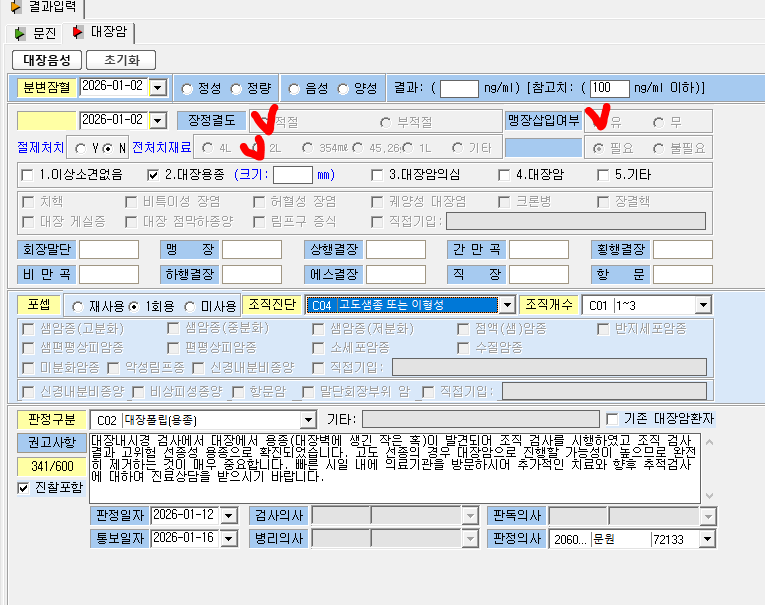 결과입력
문진 대장암
대장음성 초기화
분변잠혈 2026-01-02 정성 정량 음성 양성 결과: ( ng/ml) [참고치: ( 100 ng/ml 이하)]
2026-01-02 장정결도 적절 부적절 맹장삽입여부 유 무
절제처치 Y N 전처치재료 4L 2L 354ml 45,26 1L 기타 필요 불필요
1.이상소견없음 2.대장용종 (크기: mm) 3.대장암의심 4.대장암 5.기타
치핵 비특이성 장염 허혈성 장염 궤양성 대장염 크론병 장결핵
대장 게실증 대장 점막하종양 림프구 증식 직접기입:
회장말단 맹 장 상행결장 간 만 곡 횡행결장
비 만 곡 하행결장 에스결장 직 장 항 문
포셉 재사용 1회용 미사용 조직진단 C04 고도샘종 또는 이형성 조직개수 C01 1~3
샘암종(고분화) 샘암종(중분화) 샘암종(저분화) 점액(샘)암종 반지세포암종
샘편평상피암종 편평상피암종 소세포암종 수질암종
미분화암종 악성림프종 신경내분비종양 직접기입:
신경내분비종양 비상피성종양 항문암 말단회장부위 암 직접기입:
판정구분 C02 대장폴립(용종) 기타: 기존 대장암환자
권고사항
341/600
진찰포함
대장내시경 검사에서 대장에서 용종(대장벽에 생긴 작은 혹)이 발견되어 조직 검사를 시행하였고 조직 검사
결과 고위험 선종성 용종으로 확진되었습니다. 고도 선종의 경우 대장암으로 진행할 가능성이 높으므로 완전
히 제거하는 것이 매우 중요합니다. 빠른 시일 내에 의료기관을 방문하시어 추가적인 치료와 향후 추적검사
에 대하여 진료상담을 받으시기 바랍니다.
판정일자 2026-01-12 검사의사 판독의사
통보일자 2026-01-16 병리의사 판정의사 2060... 문원 72133